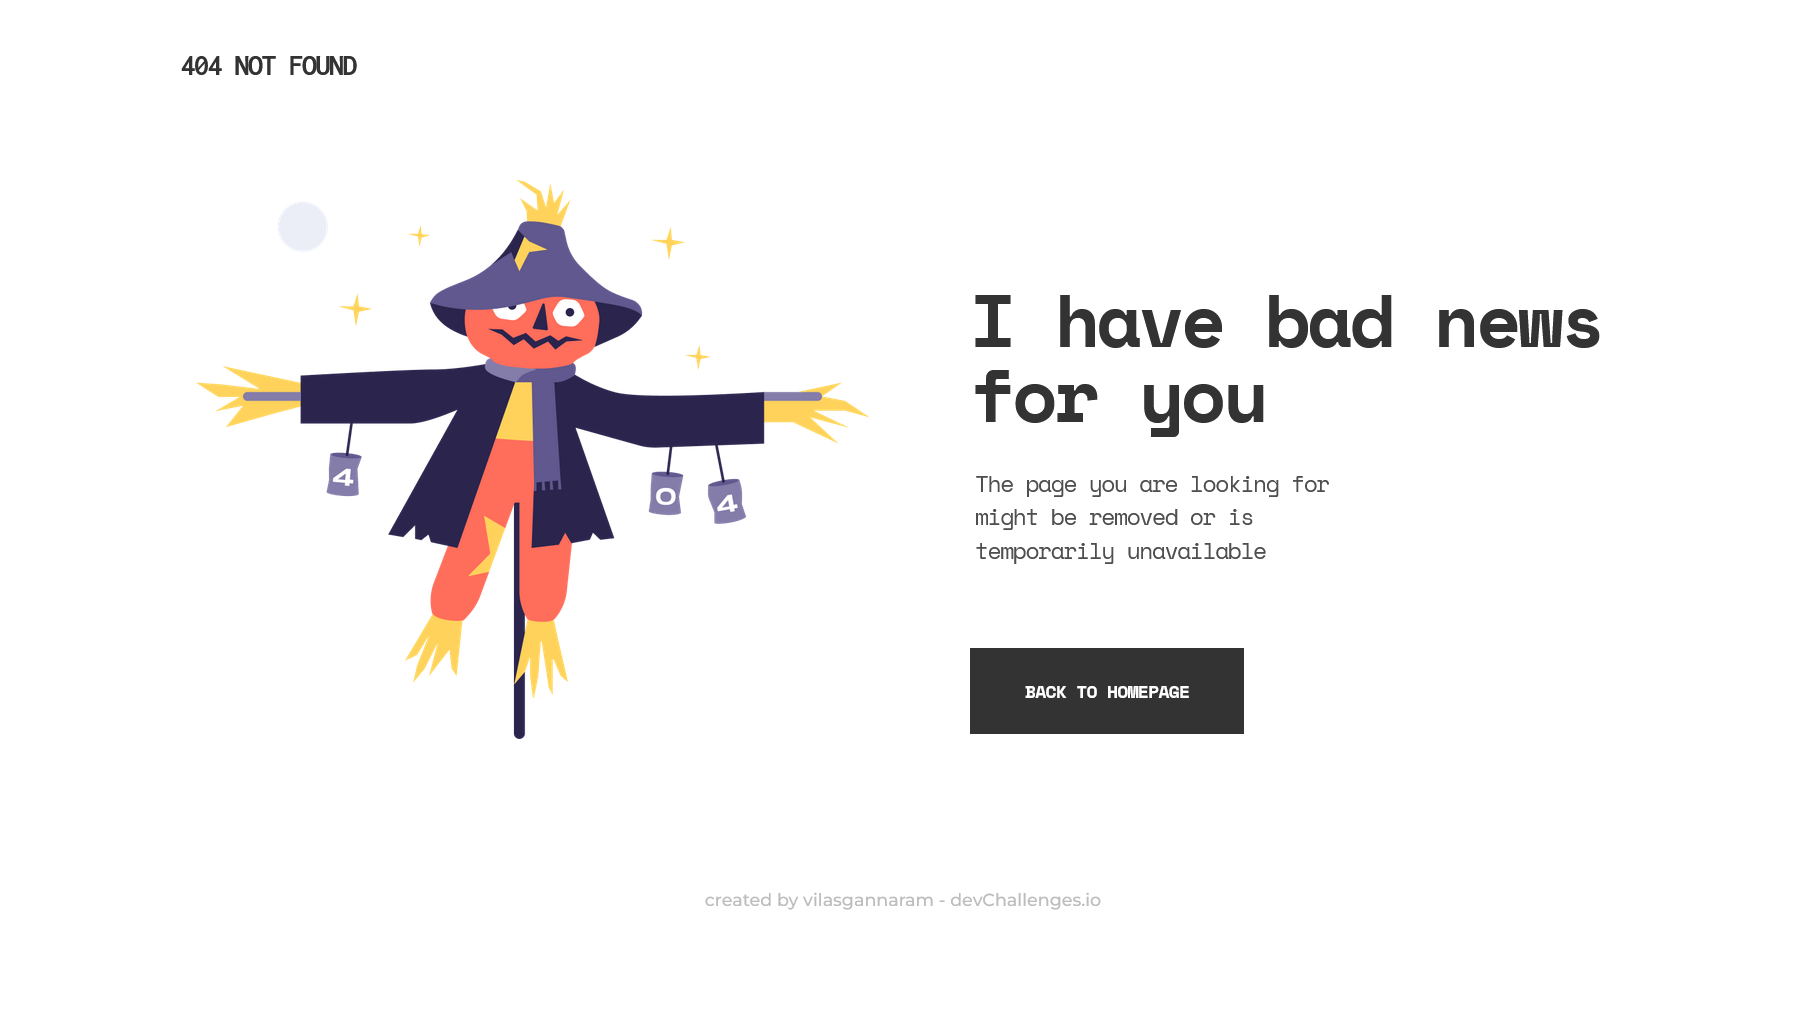 404 NOT FOUND
4
0
4
I have bad news
for you
The page you are looking for
might be removed or is
temporarily unavailable
BACK TO HOMEPAGE
created by vilasgannaram - devChallenges.io